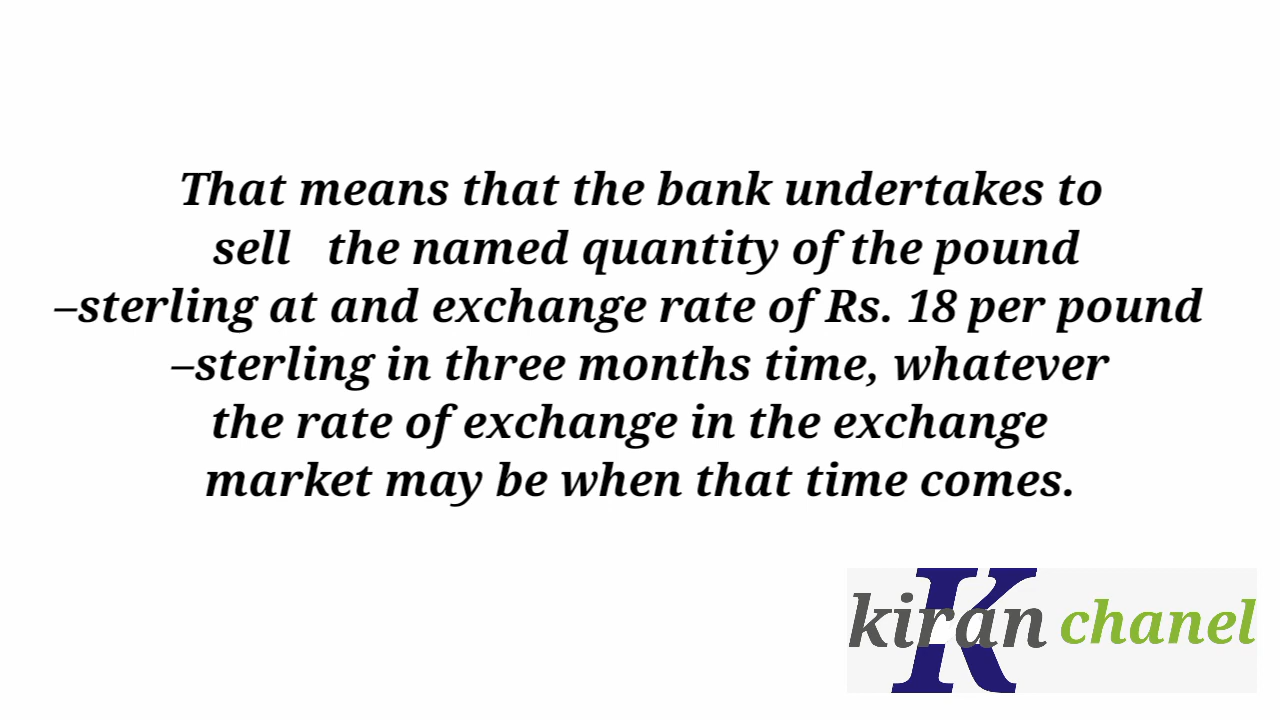 That means that the bank undertakes to
sell   the named quantity of the pound
–sterling at and exchange rate of Rs. 18 per pound
–sterling in three months time, whatever
the rate of exchange in the exchange
market may be when that time comes.
K
kiran chanel